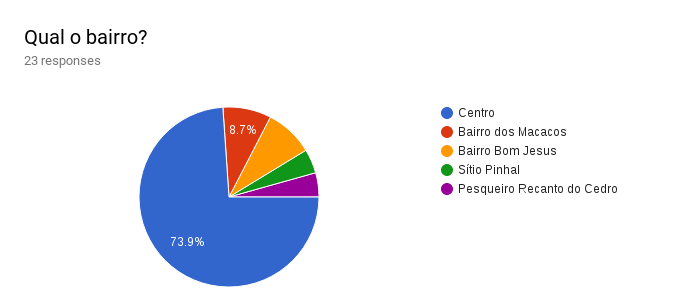 Qual o bairro?
23 responses
8.7%
73.9%
Centro
Bairro dos Macacos
Bairro Bom Jesus
Sítio Pinhal
Pesqueiro Recanto do Cedro